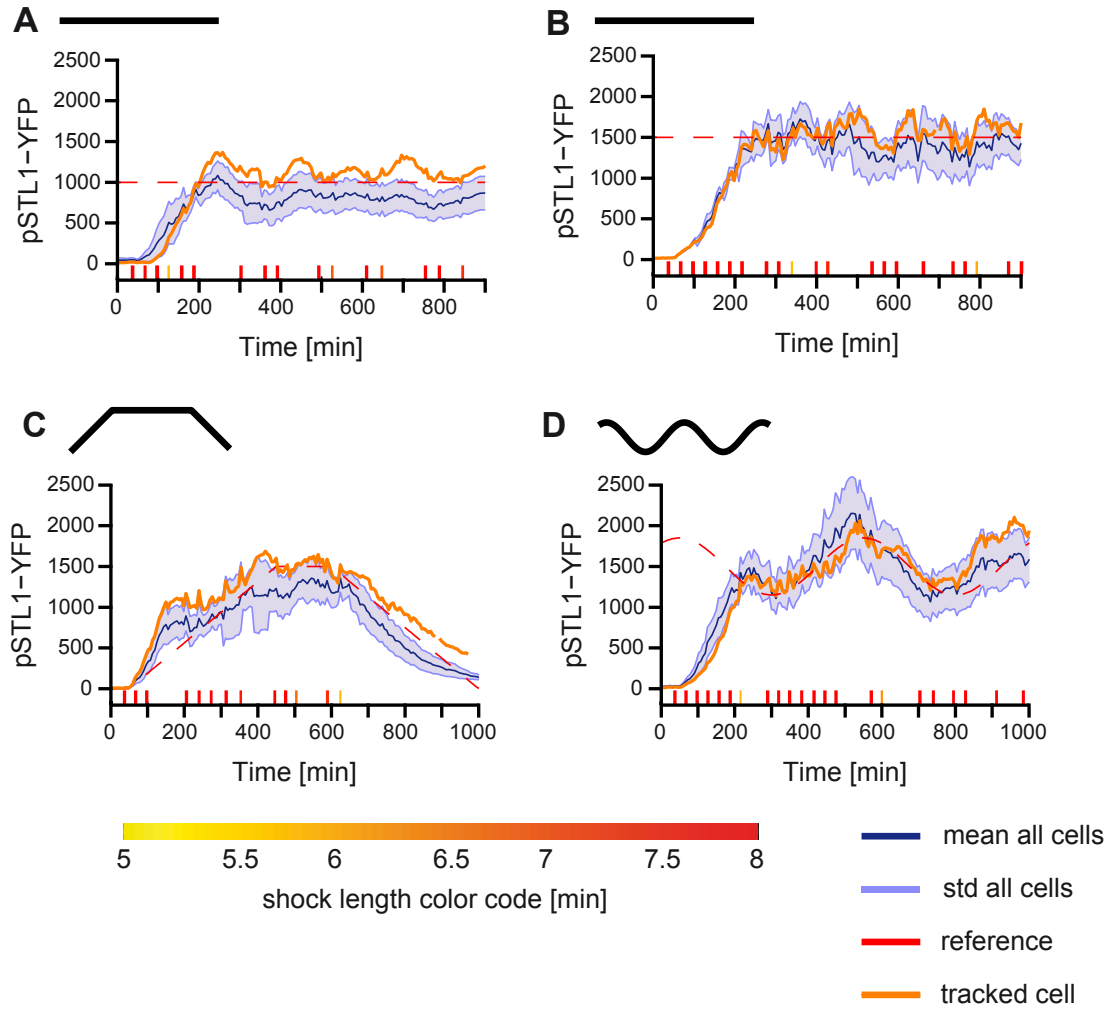 A
2500
2000
1500
1000
500
0
pSTL1−YFP
0 200 400 600 800
Time [min]
B
2500
2000
1500
1000
500
0
pSTL1−YFP
0 200 400 600 800
Time [min]
C
2500
2000
1500
1000
500
0
pSTL1−YFP
0 200 400 600 800 1000
Time [min]
D
2500
2000
1500
1000
500
0
pSTL1−YFP
0 200 400 600 800 1000
Time [min]
5 5.5 6 6.5 7 7.5 8
shock length color code [min]
mean all cells
std all cells
reference
tracked cell